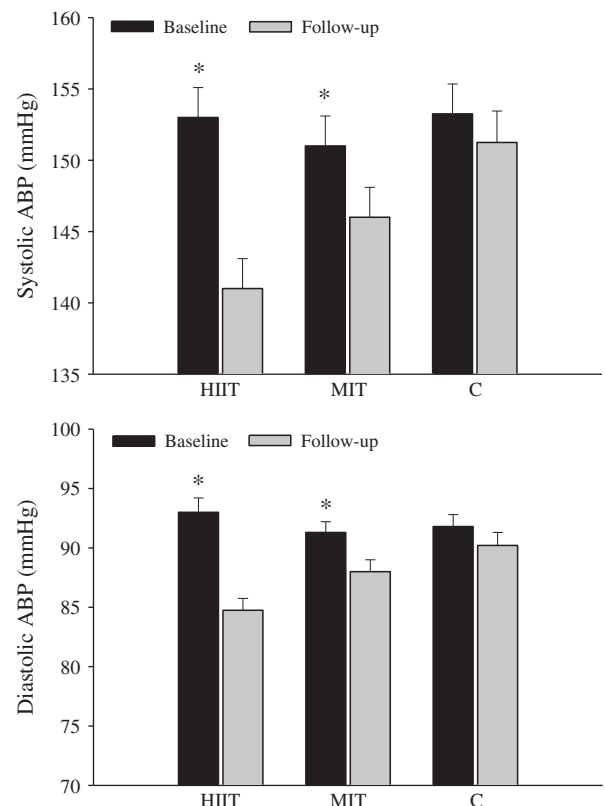 160
Baseline Follow-up
155
*
*
150
145
140
135
Systolic ABP (mmHg)
HIIT MIT C
100
Baseline Follow-up
95
*
*
90
85
80
75
70
Diastolic ABP (mmHg)
HIIT MIT C